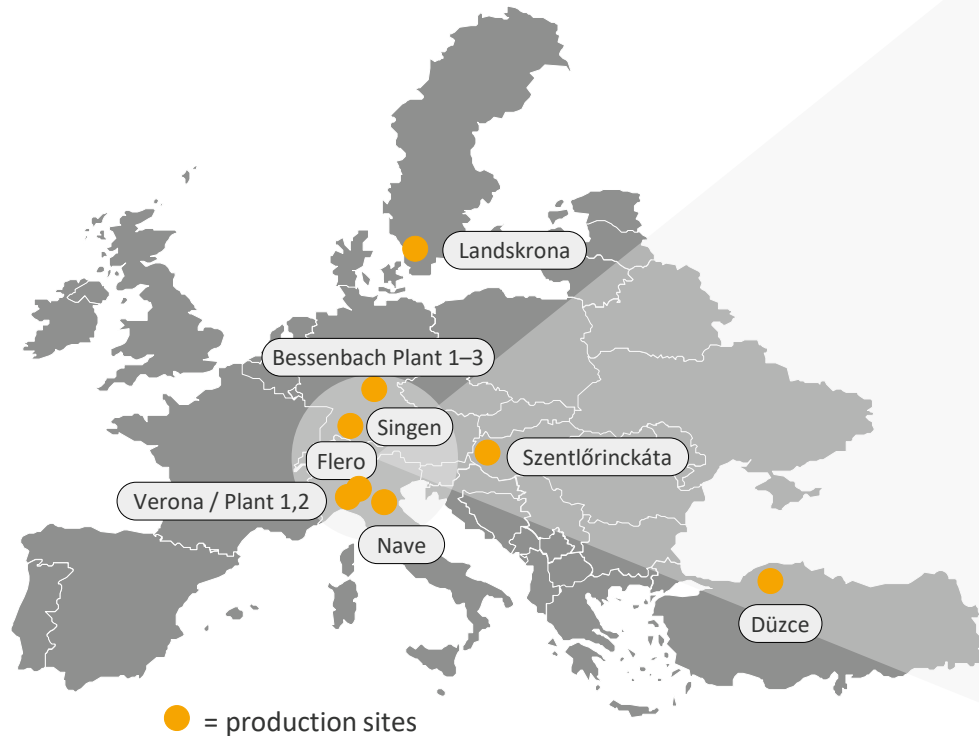 Landskrona
Bessenbach Plant 1–3
Singen
Flero
Szentlőrinckáta
Verona / Plant 1,2
Nave
Düzce
= production sites